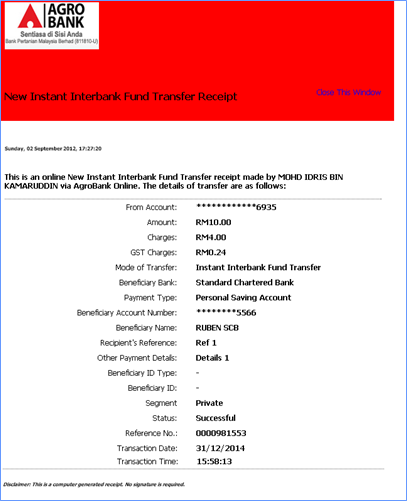 AGRO
BANK
Sentiasa di Sisi Anda
Bank Pertanian Malaysia Berhad (811810-U)
New Instant Interbank Fund Transfer Receipt
Close This Window
Sunday, 02 September 2012, 17:27:20
This is an online New Instant Interbank Fund Transfer receipt made by MOHD IDRIS BIN
KAMARUDDIN via AgroBank Online. The details of transfer are as follows:
From Account: ************6935
Amount: RM10.00
Charges: RM4.00
GST Charges: RM0.24
Mode of Transfer: Instant Interbank Fund Transfer
Beneficiary Bank: Standard Chartered Bank
Payment Type: Personal Saving Account
Beneficiary Account Number: ********5566
Beneficiary Name: RUBEN SCB
Recipient's Reference: Ref 1
Other Payment Details: Details 1
Beneficiary ID Type: -
Beneficiary ID: -
Segment Private
Status: Successful
Reference No.: 0000981553
Transaction Date: 31/12/2014
Transaction Time: 15:58:13
Disclaimer: This is a computer generated receipt. No signature is required.